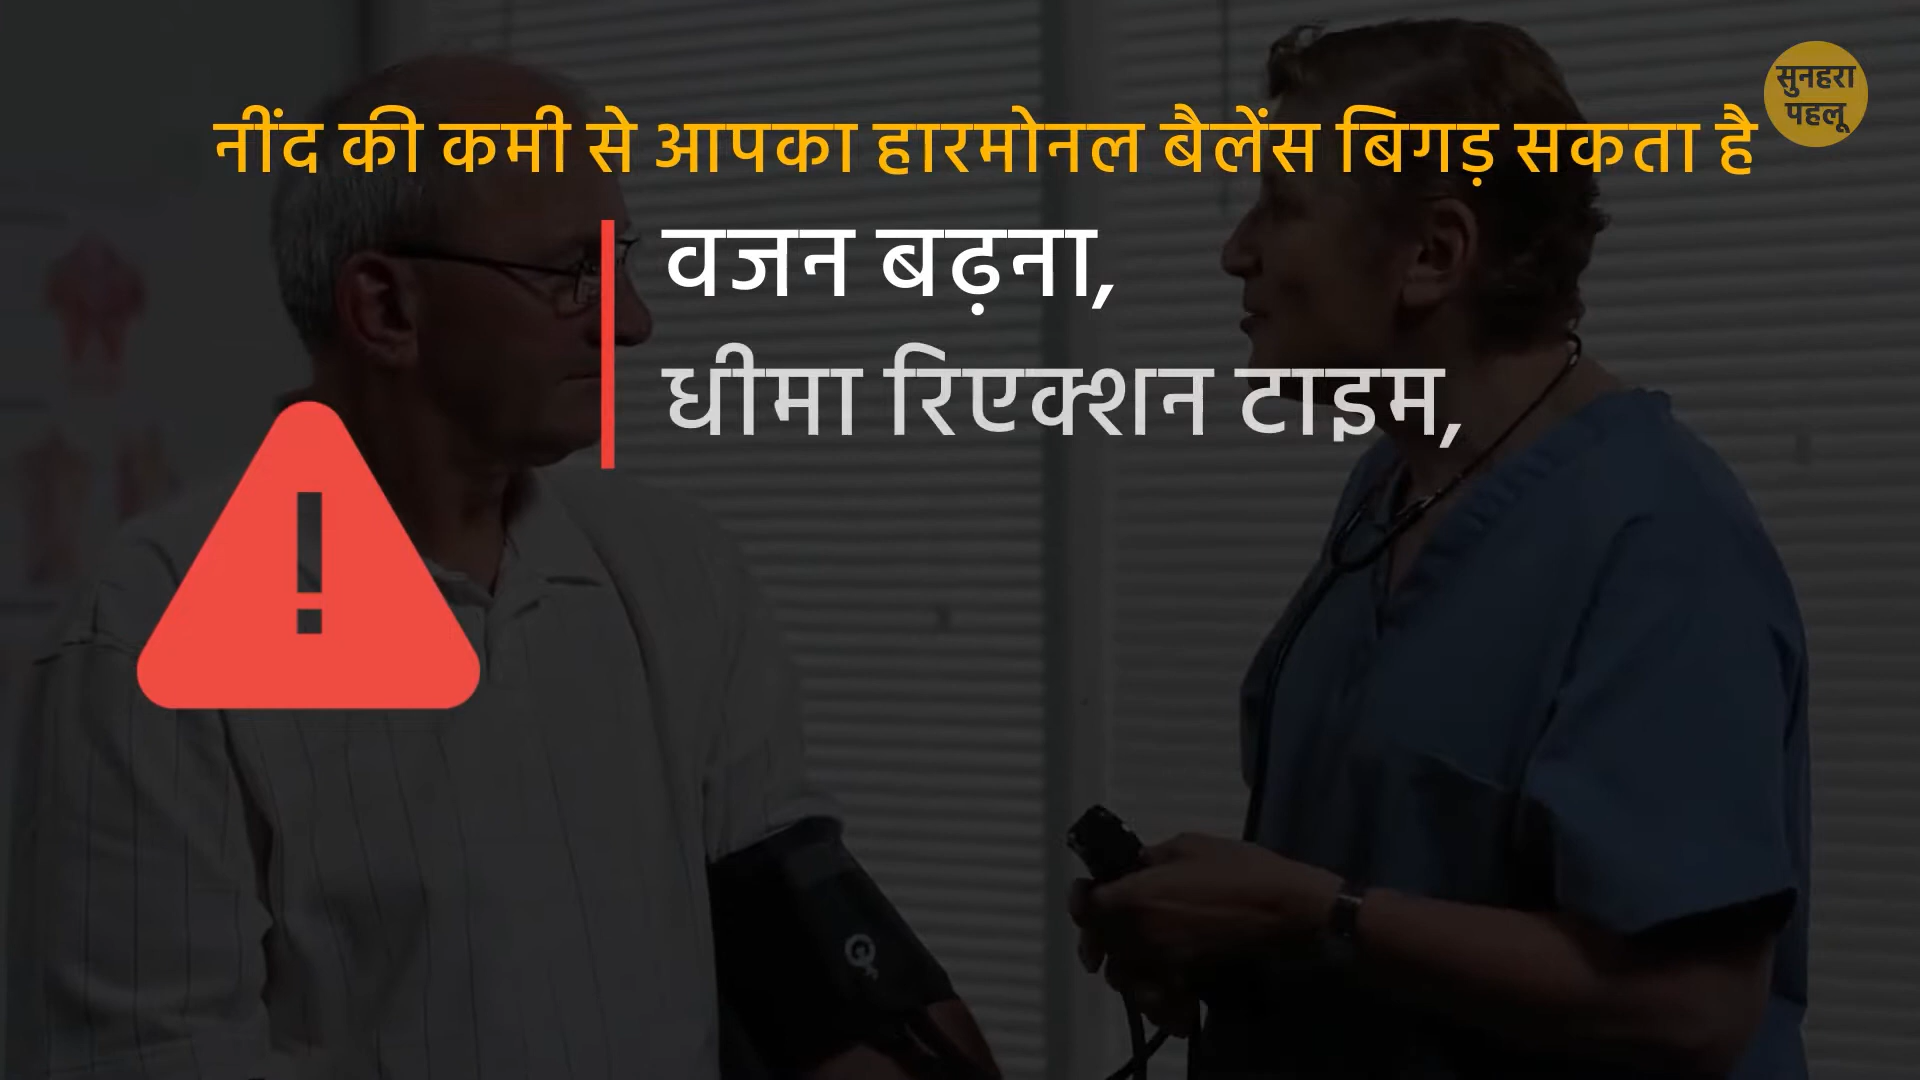 सुनहरा
पहलू
नींद की कमी से आपका हारमोनल बैलेंस बिगड़ सकता है
वजन बढ़ना,
धीमा रिएक्शन टाइम,